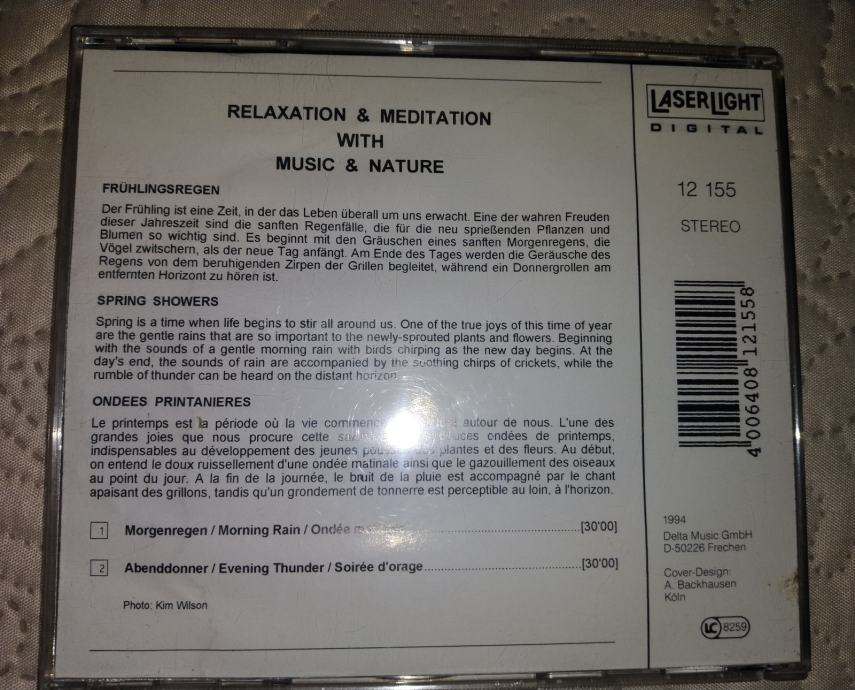 RELAXATION & MEDITATION
WITH
MUSIC & NATURE
FRÜHLINGSREGEN
Der Frühling ist eine Zeit, in der das Leben überall um uns erwacht. Eine der wahren Freuden
dieser Jahreszeit sind die sanften Regenfälle, die für die neu sprießenden Pflanzen und
Blumen so wichtig sind. Es beginnt mit den Gräuschen eines sanften Morgenregens, die
Vögel zwitschern, als der neue Tag anfängt. Am Ende des Tages werden die Geräusche des
Regens von dem beruhigenden Zirpen der Grillen begleitet, während ein Donnergrollen am
entfernten Horizont zu hören ist.
SPRING SHOWERS
Spring is a time when life begins to stir all around us. One of the true joys of this time of year
are the gentle rains that are so important to the newly-sprouted plants and flowers. Beginning
with the sounds of a gentle morning rain with birds chirping as the new day begins. At the
day's end, the sounds of rain are accompanied by the soothing chirps of crickets, while the
rumble of thunder can be heard on the distant horizon.
ONDEES PRINTANIERES
Le printemps est la période où la vie commence autour de nous. L'une des
grandes joies que nous procure cette ondées de printemps,
indispensables au développement des jeunes plantes et des fleurs. Au début,
on entend le doux ruissellement d'une ondée matinale ainsi que le gazouillement des oiseaux
au point du jour. A la fin de la journée, le bruit de la pluie est accompagné par le chant
apaisant des grillons, tandis qu'un grondement de tonnerre est perceptible au loin, à l'horizon.
1 Morgenregen / Morning Rain / Ondée [30'00]
2 Abenddonner / Evening Thunder / Soirée d'orage [30'00]
Photo: Kim Wilson
LASERLIGHT
DIGITAL
12 155
STEREO
4 006408 121558
1994
Delta Music GmbH
D-50226 Frechen
Cover-Design:
A. Backhausen
Köln
LC 8259